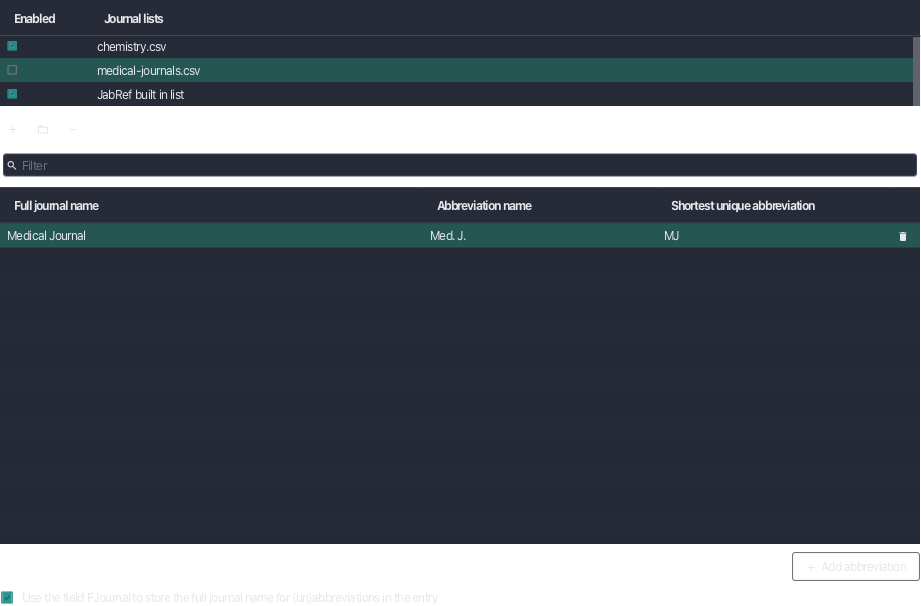 Enabled Journal lists
chemistry.csv
medical-journals.csv
JabRef built in list
Filter
Full journal name Abbreviation name Shortest unique abbreviation
Medical Journal Med. J. MJ
+ Add abbreviation
Use the field FJournal to store the full journal name for (un)abbreviations in the entry